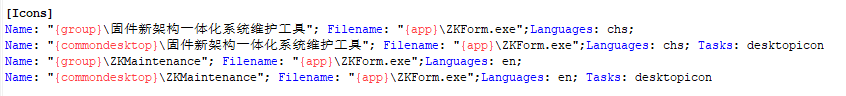 [Icons]
Name: "{group}\固件新架构一体化系统维护工具"; Filename: "{app}\ZKForm.exe";Languages: chs;
Name: "{commondesktop}\固件新架构一体化系统维护工具"; Filename: "{app}\ZKForm.exe";Languages: chs; Tasks: desktopicon
Name: "{group}\ZKMaintenance"; Filename: "{app}\ZKForm.exe";Languages: en;
Name: "{commondesktop}\ZKMaintenance"; Filename: "{app}\ZKForm.exe";Languages: en; Tasks: desktopicon